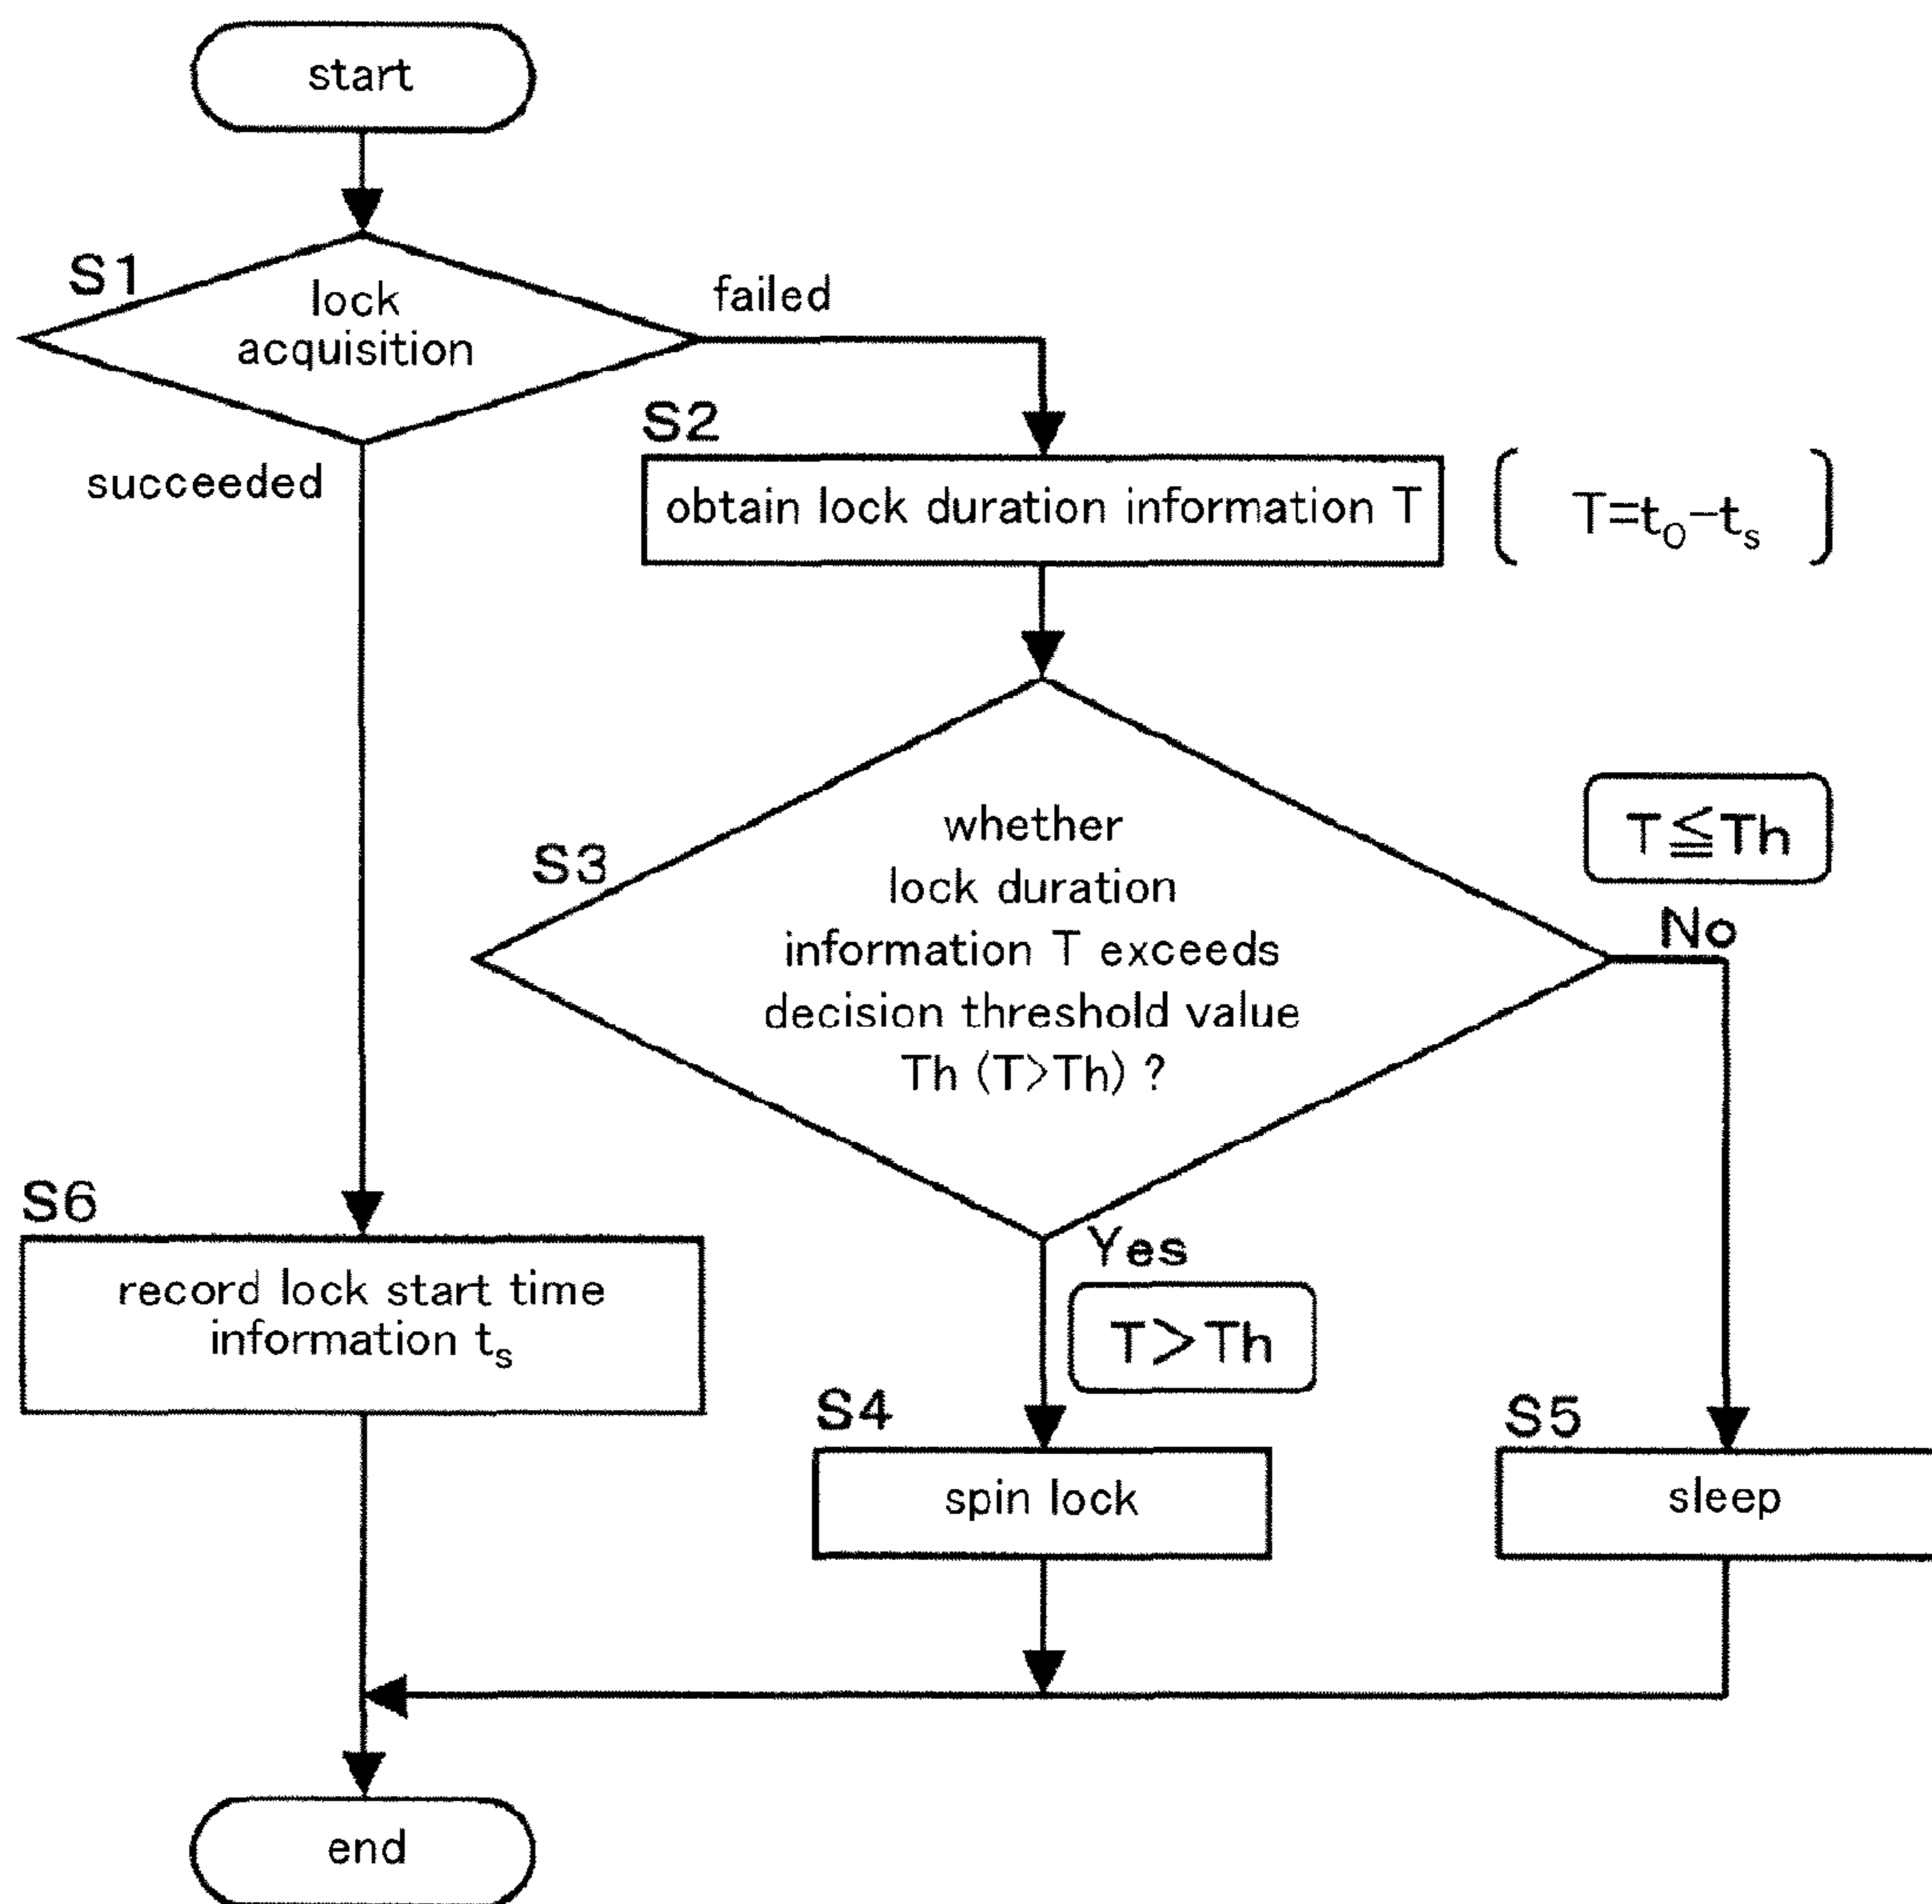 start
S1
lock
acquisition
failed
succeeded
S2
obtain lock duration information T
T=t₀−tₛ
S3
whether
lock duration
information T exceeds
decision threshold value
Th (T>Th) ?
T≦Th
No
Yes
T>Th
S6
record lock start time
information tₛ
S4
spin lock
S5
sleep
end